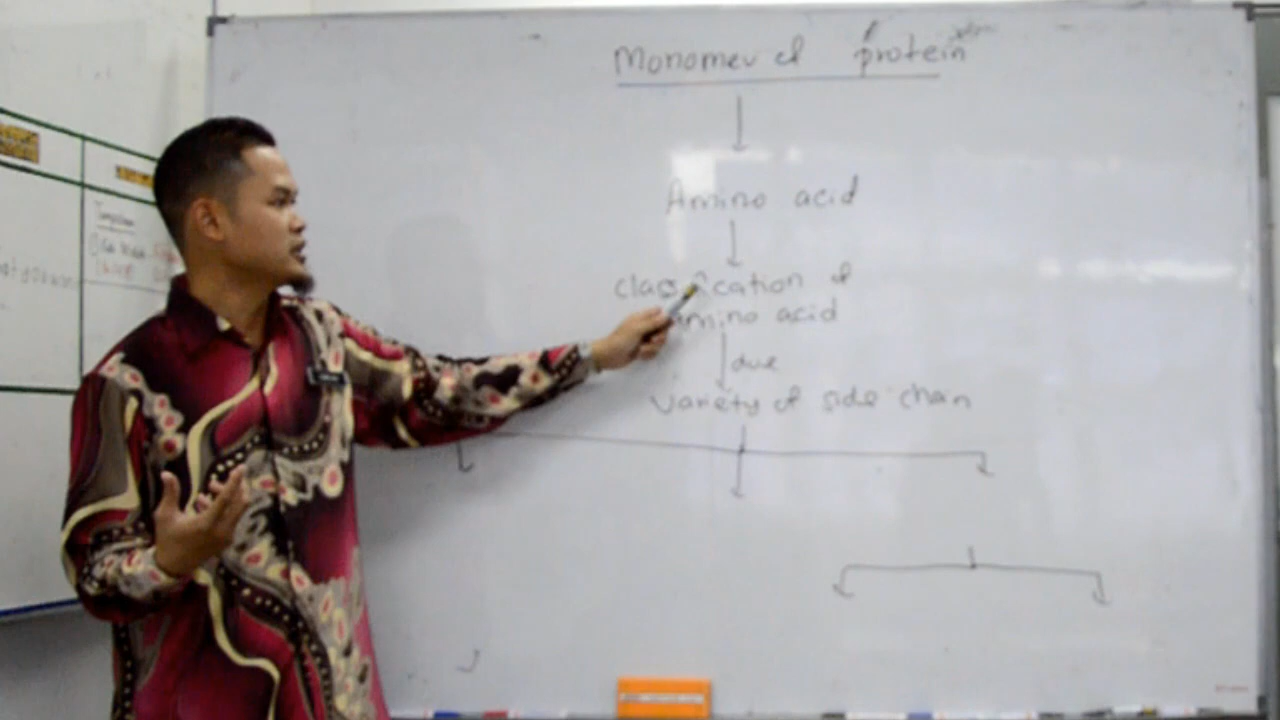 Monomer of protein
Amino acid
classification of
amino acid
due
variety of side chain